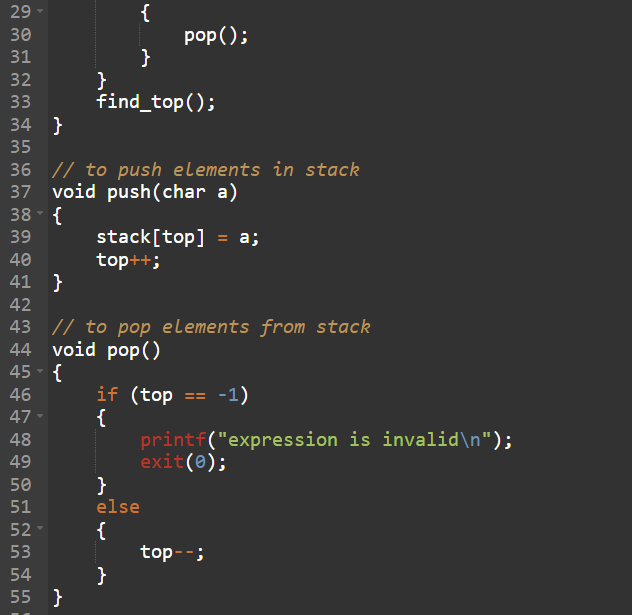 29 {
30 pop();
31 }
32 }
33 find_top();
34 }
35
36 // to push elements in stack
37 void push(char a)
38 {
39 stack[top] = a;
40 top++;
41 }
42
43 // to pop elements from stack
44 void pop()
45 {
46 if (top == -1)
47 {
48 printf("expression is invalid\n");
49 exit(0);
50 }
51 else
52 {
53 top--;
54 }
55 }